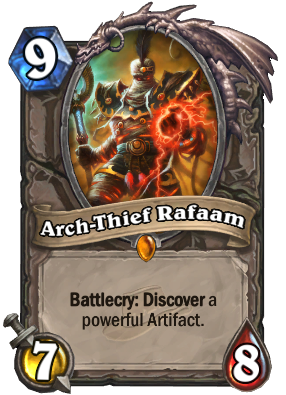 9
Arch-Thief Rafaam
Battlecry: Discover a
powerful Artifact.
7
8